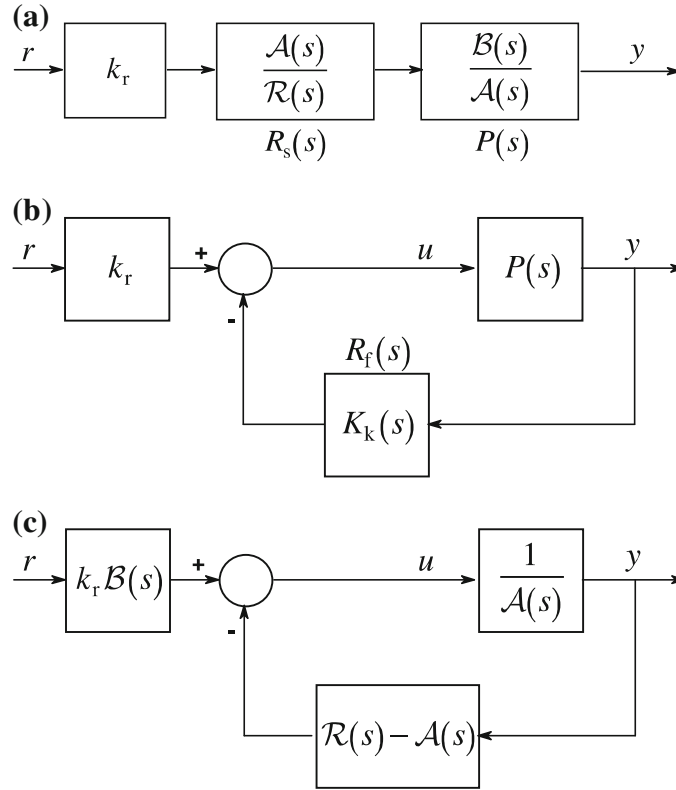 (a)
r
k_r
𝒜(s)
ℛ(s)
ℬ(s)
𝒜(s)
y
R_s(s)
P(s)
(b)
r
k_r
+
-
u
P(s)
y
R_f(s)
K_k(s)
(c)
r
k_r ℬ(s)
+
-
u
1
𝒜(s)
y
ℛ(s) − 𝒜(s)